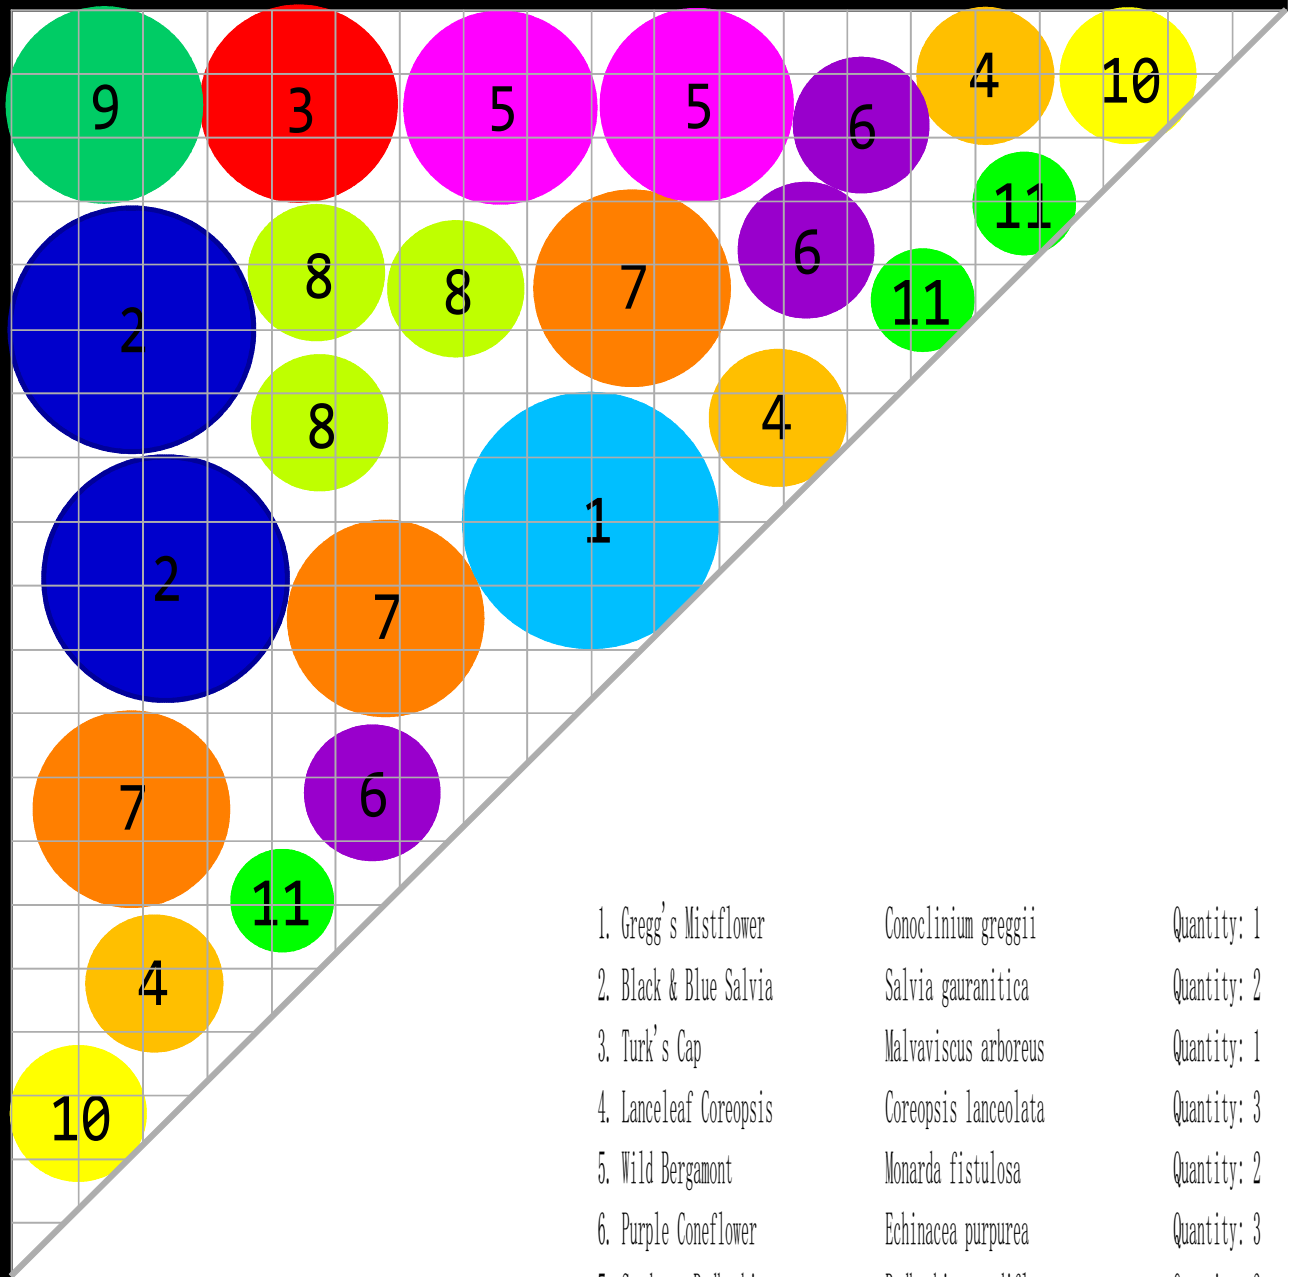 9 3 5 5 6 4 10
11
8 8 7 6 11
2
8 4
1
2 7
7 6
11
4
10
1. Gregg's Mistflower Conoclinium greggii Quantity: 1
2. Black & Blue Salvia Salvia gauranitica Quantity: 2
3. Turk's Cap Malvaviscus arboreus Quantity: 1
4. Lanceleaf Coreopsis Coreopsis lanceolata Quantity: 3
5. Wild Bergamont Monarda fistulosa Quantity: 2
6. Purple Coneflower Echinacea purpurea Quantity: 3